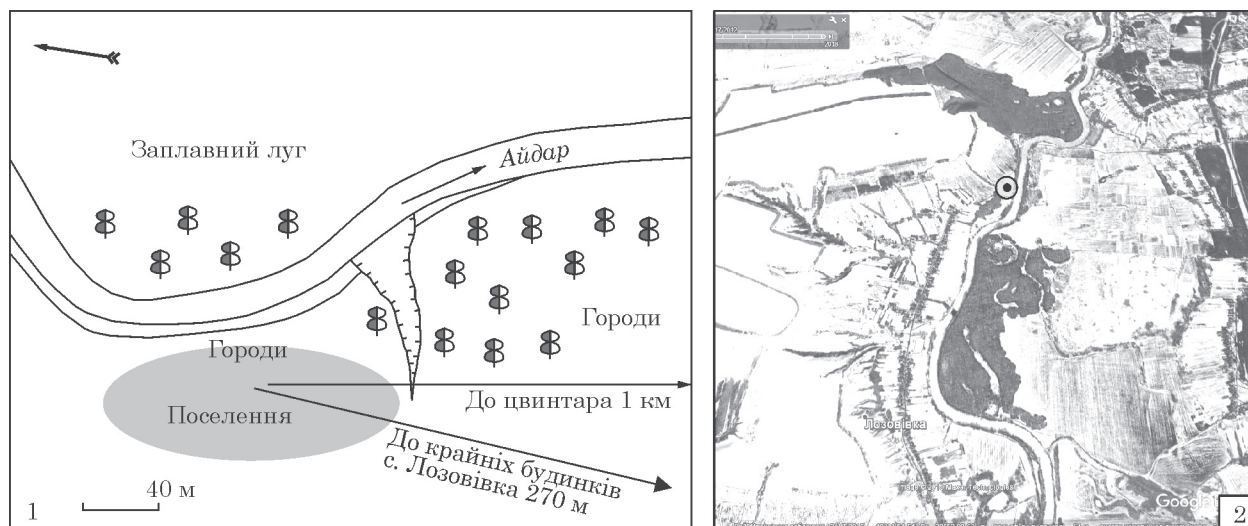 Заплавний луг
Айдар
Городи
Городи
Поселення
До цвинтара 1 км
До крайніх будинків
с. Лозовівка 270 м
1
40 м
2018
Лозовівка
Google
2